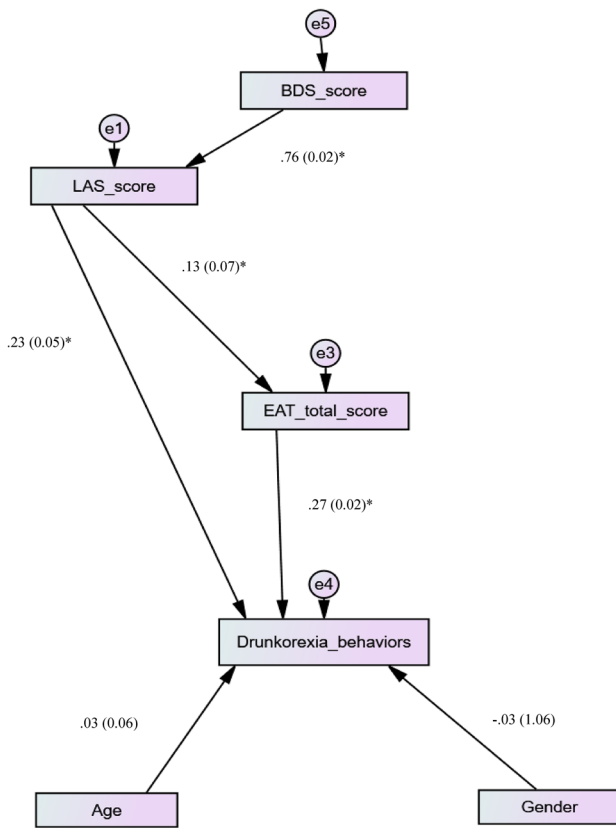 e5
BDS_score
e1
.76 (0.02)*
LAS_score
.13 (0.07)*
.23 (0.05)*
e3
EAT_total_score
.27 (0.02)*
e4
Drunkorexia_behaviors
.03 (0.06)
-.03 (1.06)
Age
Gender